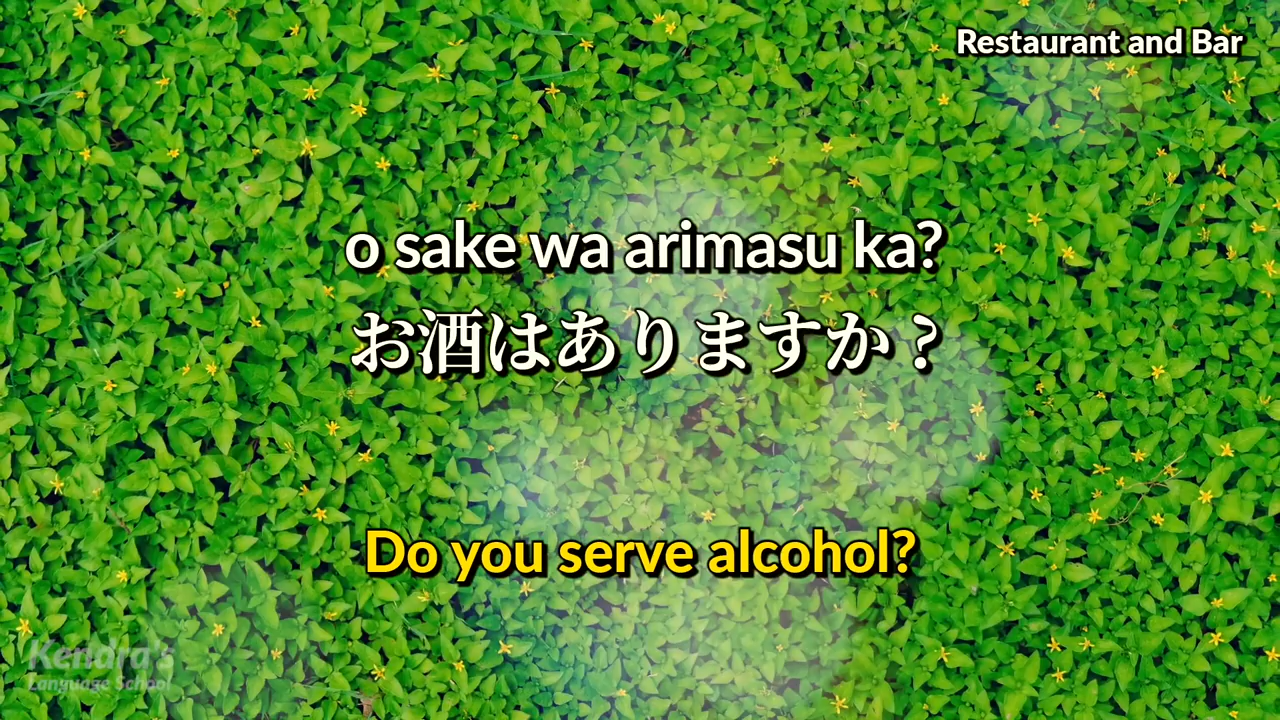 Restaurant and Bar
o sake wa arimasu ka?
お酒はありますか？
Do you serve alcohol?
Kendra's
Language School